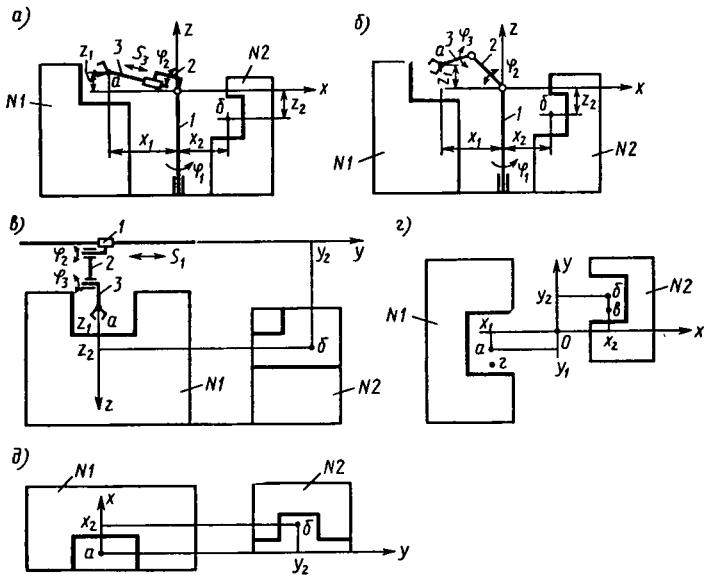 а)
z
z₁
3
S₃
φ₂
2
N2
а
x
N1
б
z₂
1
x₁
x₂
φ₁
б)
z
а
3
φ₃
2
φ₂
z₁
x
б
z₂
1
x₁
x₂
N1
φ₁
N2
в)
1
φ₂
2
S₁
y₂
y
φ₃
3
z₁
а
z₂
б
N1
N2
z
г)
y
N2
N1
y₂
б
в
x₁
x
а
0
x₂
г
y₁
д)
N1
N2
x
x₂
б
а
y₂
y